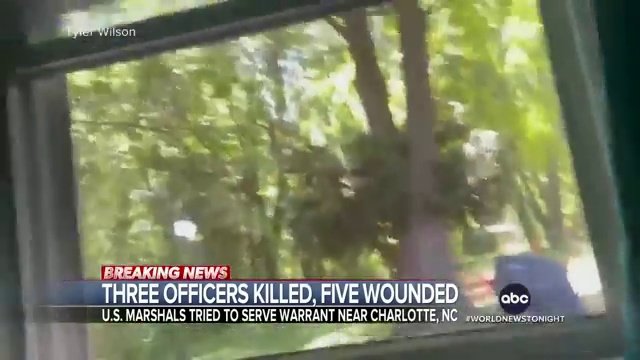 Tyler Wilson
BREAKING NEWS
THREE OFFICERS KILLED, FIVE WOUNDED
U.S. MARSHALS TRIED TO SERVE WARRANT NEAR CHARLOTTE, NC
abc
#WORLDNEWSTONIGHT